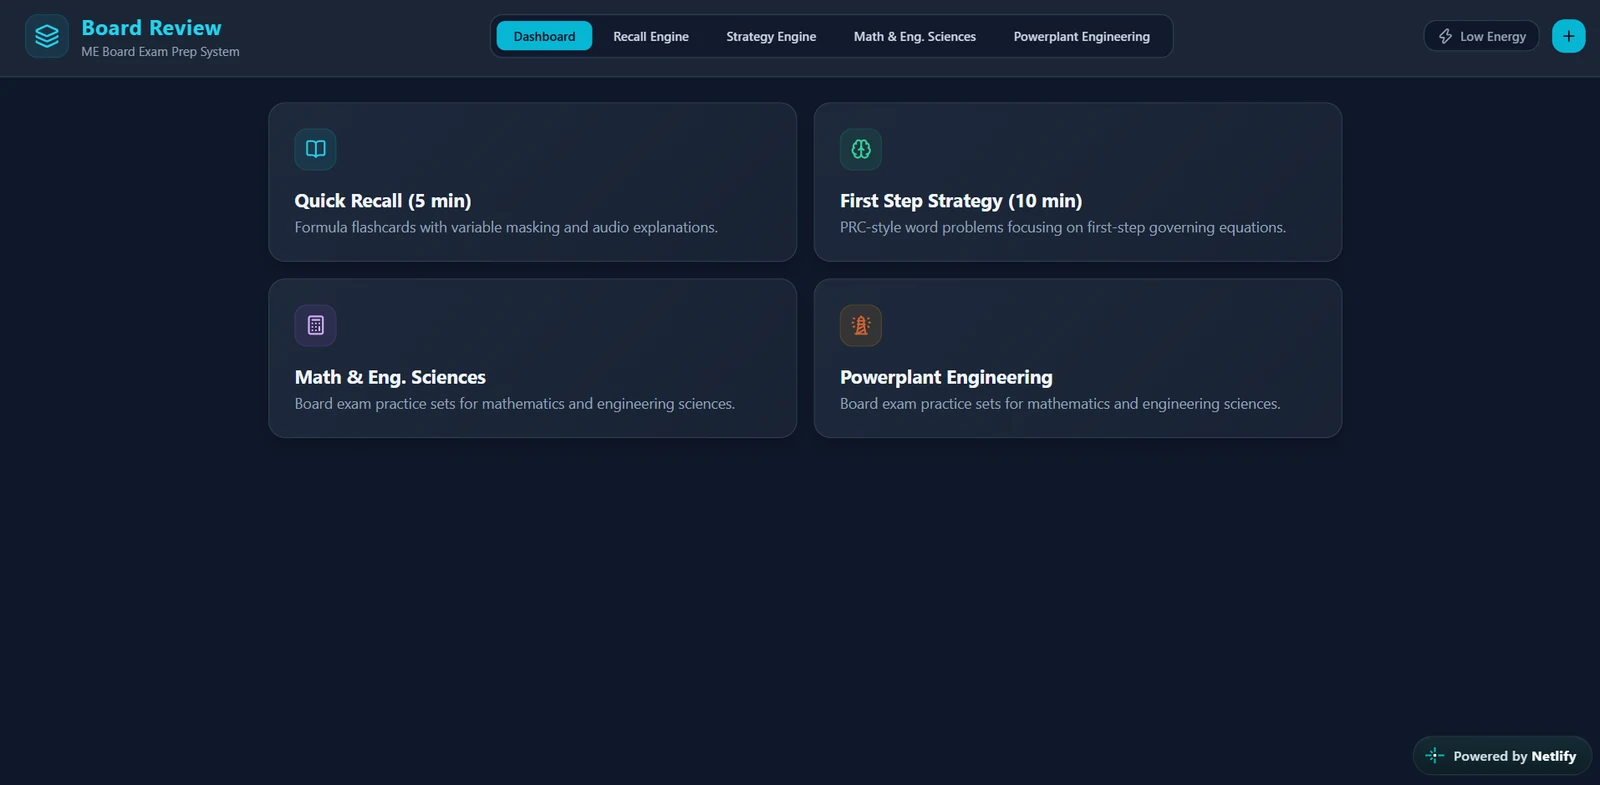 Board Review
ME Board Exam Prep System
Dashboard
Recall Engine
Strategy Engine
Math & Eng. Sciences
Powerplant Engineering
Low Energy
+
Quick Recall (5 min)
Formula flashcards with variable masking and audio explanations.
First Step Strategy (10 min)
PRC-style word problems focusing on first-step governing equations.
Math & Eng. Sciences
Board exam practice sets for mathematics and engineering sciences.
Powerplant Engineering
Board exam practice sets for mathematics and engineering sciences.
Powered by Netlify